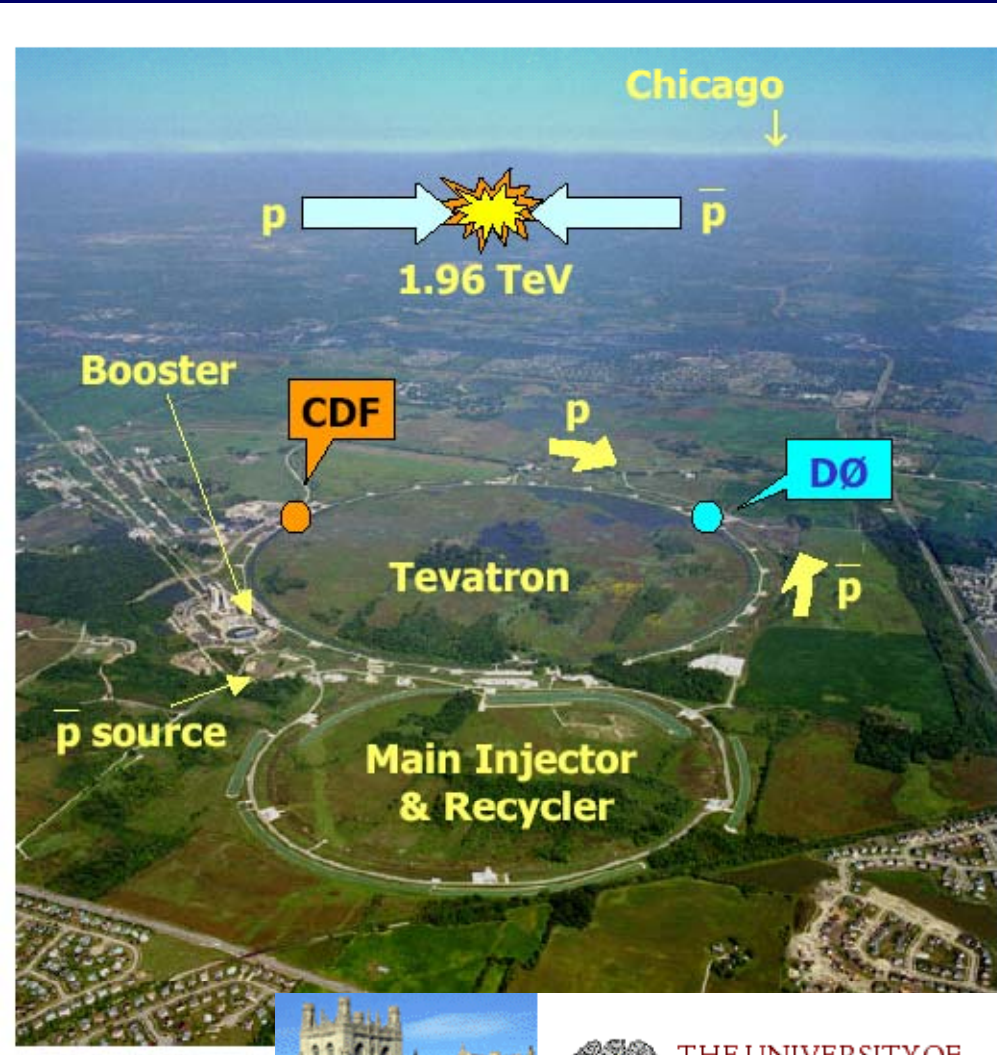 Chicago
↓
p
p̅
1.96 TeV
Booster
CDF
p
DØ
Tevatron
p̅
p̅ source
Main Injector
& Recycler
THE UNIVERSITY OF